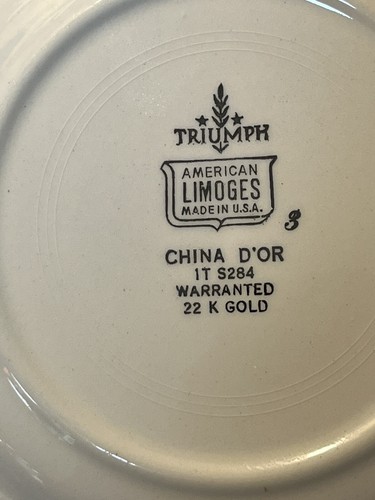 TRIUMPH
AMERICAN
LIMOGES
MADE IN U.S.A.
3
CHINA D'OR
1T S284
WARRANTED
22 K GOLD